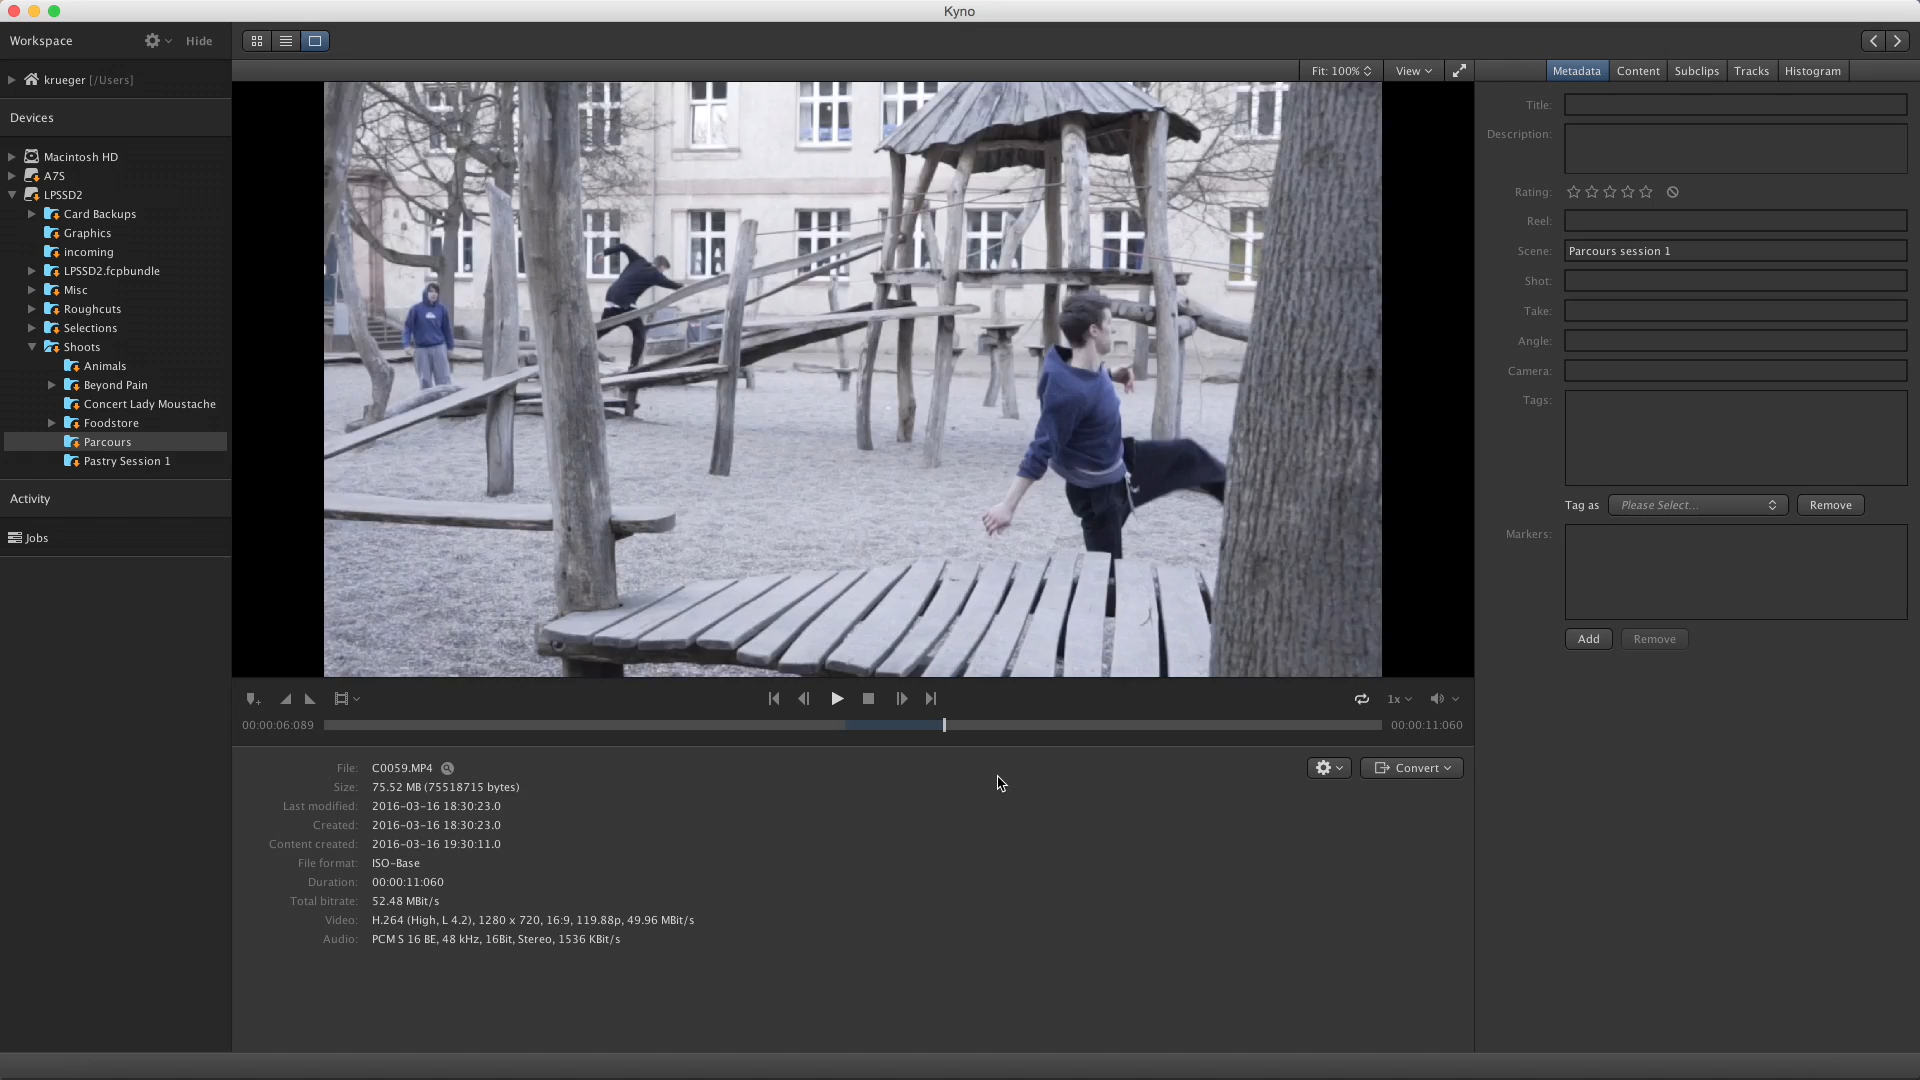 Kyno
Workspace
Hide
krueger [/Users]
Devices
Macintosh HD
A7S
LPSSD2
Card Backups
Graphics
incoming
LPSSD2.fcpbundle
Misc
Roughcuts
Selections
Shoots
Animals
Beyond Pain
Concert Lady Moustache
Foodstore
Parcours
Pastry Session 1
Activity
Jobs
Fit: 100%
View
00:00:06:089
1x
00:00:11:060
File: C0059.MP4
Size: 75.52 MB (75518715 bytes)
Last modified: 2016-03-16 18:30:23.0
Created: 2016-03-16 18:30:23.0
Content created: 2016-03-16 19:30:11.0
File format: ISO-Base
Duration: 00:00:11:060
Total bitrate: 52.48 MBit/s
Video: H.264 (High, L 4.2), 1280 x 720, 16:9, 119.88p, 49.96 MBit/s
Audio: PCM S 16 BE, 48 kHz, 16Bit, Stereo, 1536 KBit/s
Convert
Metadata Content Subclips Tracks Histogram
Title:
Description:
Rating:
Reel:
Scene: Parcours session 1
Shot:
Take:
Angle:
Camera:
Tags:
Tag as Please Select... Remove
Markers:
Add Remove